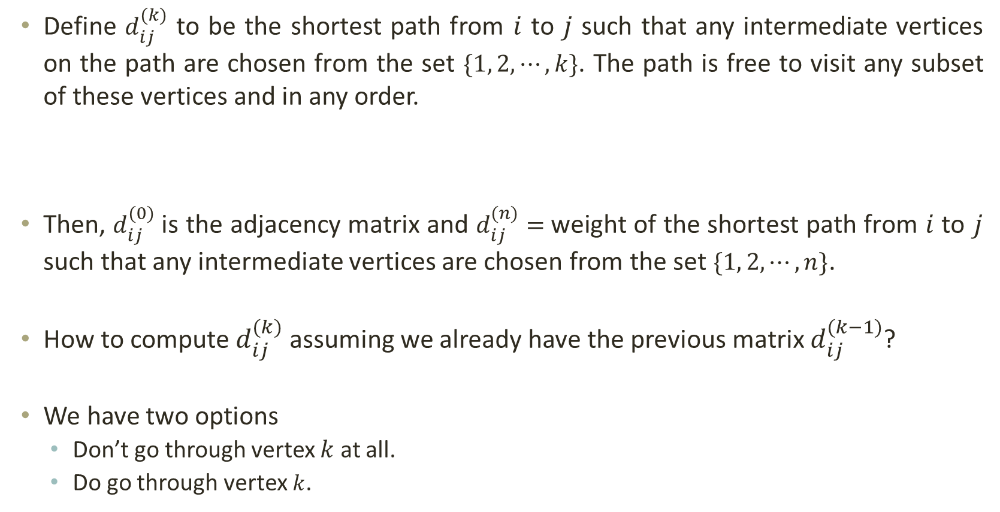 • Define $d_{ij}^{(k)}$ to be the shortest path from $i$ to $j$ such that any intermediate vertices
on the path are chosen from the set $\{1, 2, \cdots, k\}$. The path is free to visit any subset
of these vertices and in any order.
• Then, $d_{ij}^{(0)}$ is the adjacency matrix and $d_{ij}^{(n)}$ = weight of the shortest path from $i$ to $j$
such that any intermediate vertices are chosen from the set $\{1, 2, \cdots, n\}$.
• How to compute $d_{ij}^{(k)}$ assuming we already have the previous matrix $d_{ij}^{(k-1)}$?
• We have two options
• Don’t go through vertex $k$ at all.
• Do go through vertex $k$.